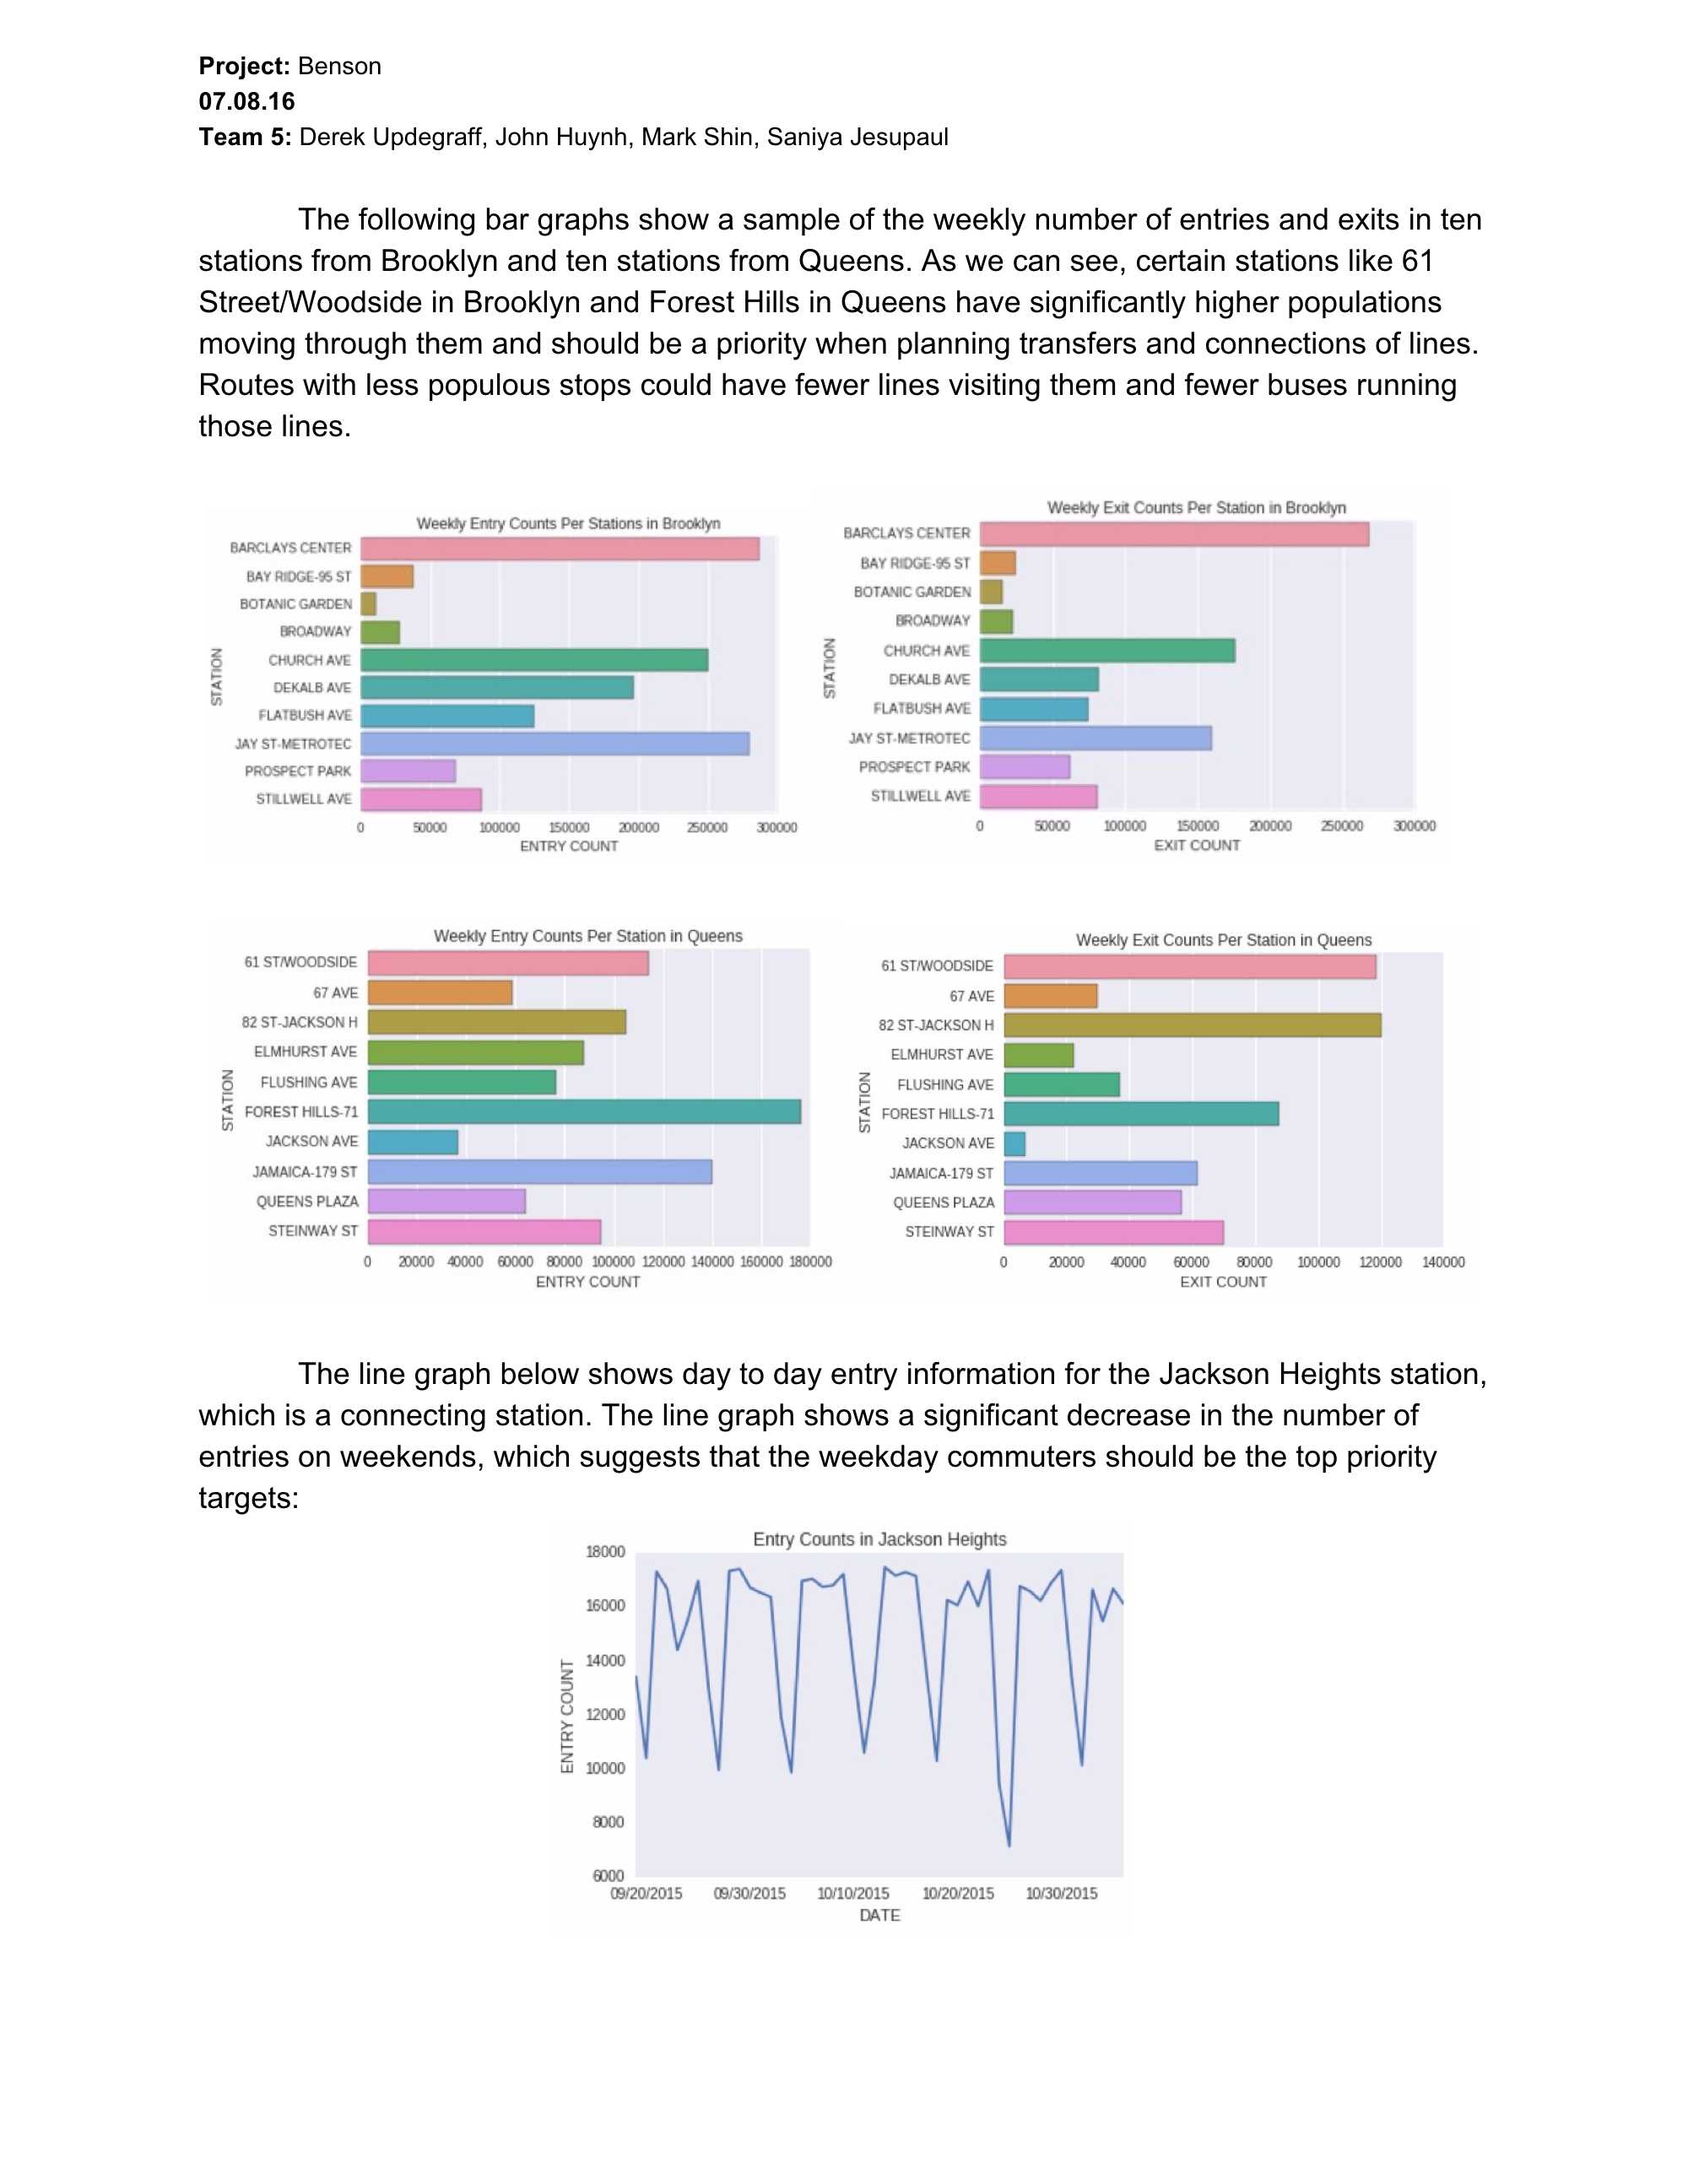 Project: Benson
07.08.16
Team 5: Derek Updegraff, John Huynh, Mark Shin, Saniya Jesupaul
The following bar graphs show a sample of the weekly number of entries and exits in ten
stations from Brooklyn and ten stations from Queens. As we can see, certain stations like 61
Street/Woodside in Brooklyn and Forest Hills in Queens have significantly higher populations
moving through them and should be a priority when planning transfers and connections of lines.
Routes with less populous stops could have fewer lines visiting them and fewer buses running
those lines.
Weekly Entry Counts Per Stations in Brooklyn
STATION
BARCLAYS CENTER
BAY RIDGE-95 ST
BOTANIC GARDEN
BROADWAY
CHURCH AVE
DEKALB AVE
FLATBUSH AVE
JAY ST-METROTEC
PROSPECT PARK
STILLWELL AVE
0 50000 100000 150000 200000 250000 300000
ENTRY COUNT
Weekly Exit Counts Per Station in Brooklyn
STATION
BARCLAYS CENTER
BAY RIDGE-95 ST
BOTANIC GARDEN
BROADWAY
CHURCH AVE
DEKALB AVE
FLATBUSH AVE
JAY ST-METROTEC
PROSPECT PARK
STILLWELL AVE
0 50000 100000 150000 200000 250000 300000
EXIT COUNT
Weekly Entry Counts Per Station in Queens
STATION
61 ST/WOODSIDE
67 AVE
82 ST-JACKSON H
ELMHURST AVE
FLUSHING AVE
FOREST HILLS-71
JACKSON AVE
JAMAICA-179 ST
QUEENS PLAZA
STEINWAY ST
0 20000 40000 60000 80000 100000 120000 140000 160000 180000
ENTRY COUNT
Weekly Exit Counts Per Station in Queens
STATION
61 ST/WOODSIDE
67 AVE
82 ST-JACKSON H
ELMHURST AVE
FLUSHING AVE
FOREST HILLS-71
JACKSON AVE
JAMAICA-179 ST
QUEENS PLAZA
STEINWAY ST
0 20000 40000 60000 80000 100000 120000 140000
EXIT COUNT
The line graph below shows day to day entry information for the Jackson Heights station,
which is a connecting station. The line graph shows a significant decrease in the number of
entries on weekends, which suggests that the weekday commuters should be the top priority
targets:
Entry Counts in Jackson Heights
ENTRY COUNT
18000
16000
14000
12000
10000
8000
6000
09/20/2015 09/30/2015 10/10/2015 10/20/2015 10/30/2015
DATE